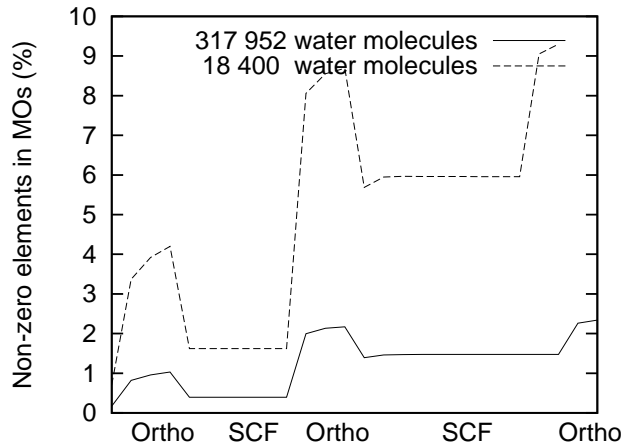 Non-zero elements in MOs (%)
10
9
8
7
6
5
4
3
2
1
0
317 952 water molecules
18 400 water molecules
Ortho SCF Ortho SCF Ortho